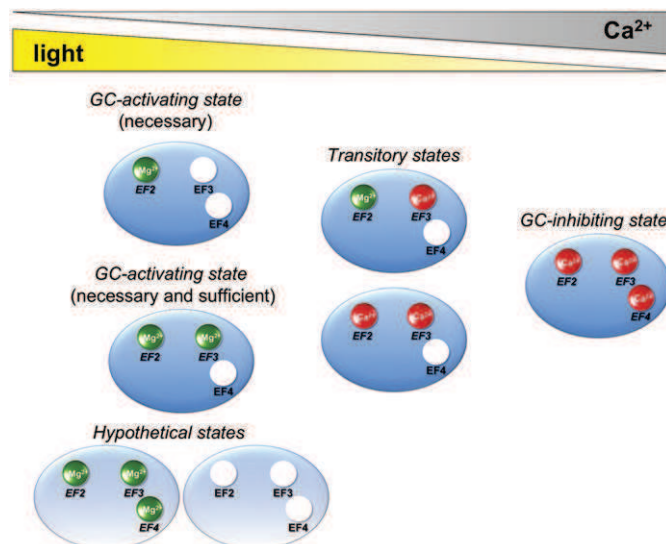 Ca²⁺
light
GC-activating state
(necessary)
Mg²⁺
EF2
EF3
EF4
Transitory states
Mg²⁺
Ca²⁺
EF2
EF3
EF4
GC-inhibiting state
Ca²⁺
Ca²⁺
EF2
EF3
Ca²⁺
EF4
GC-activating state
(necessary and sufficient)
Mg²⁺
Mg²⁺
EF2
EF3
EF4
Ca²⁺
Ca²⁺
EF2
EF3
EF4
Hypothetical states
Mg²⁺
Mg²⁺
EF2
EF3
Mg²⁺
EF4
EF2
EF3
EF4